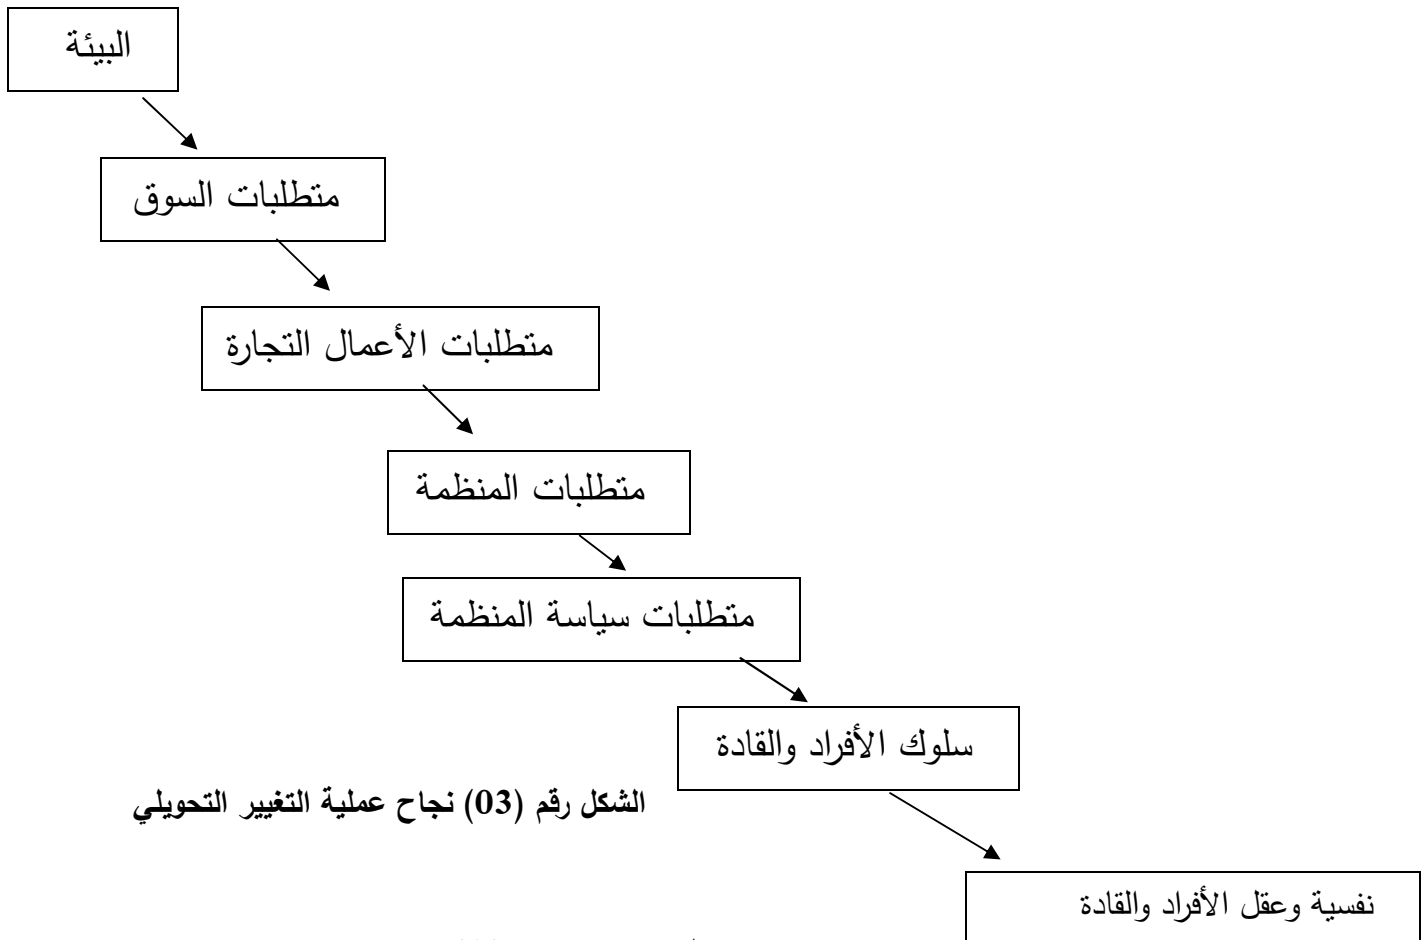 البيئة
متطلبات السوق
متطلبات الأعمال التجارة
متطلبات المنظمة
متطلبات سياسة المنظمة
سلوك الأفراد والقادة
الشكل رقم (03) نجاح عملية التغيير التحويلي
نفسية وعقل الأفراد والقادة